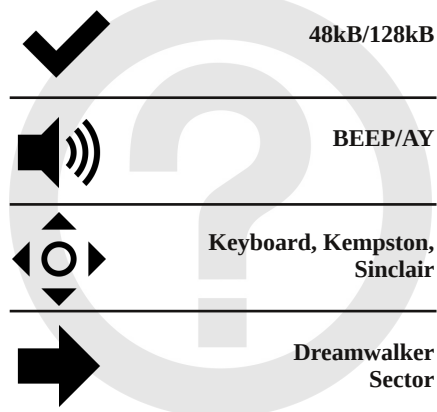 48kB/128kB
BEEP/AY
Keyboard, Kempston,
Sinclair
Dreamwalker
Sector